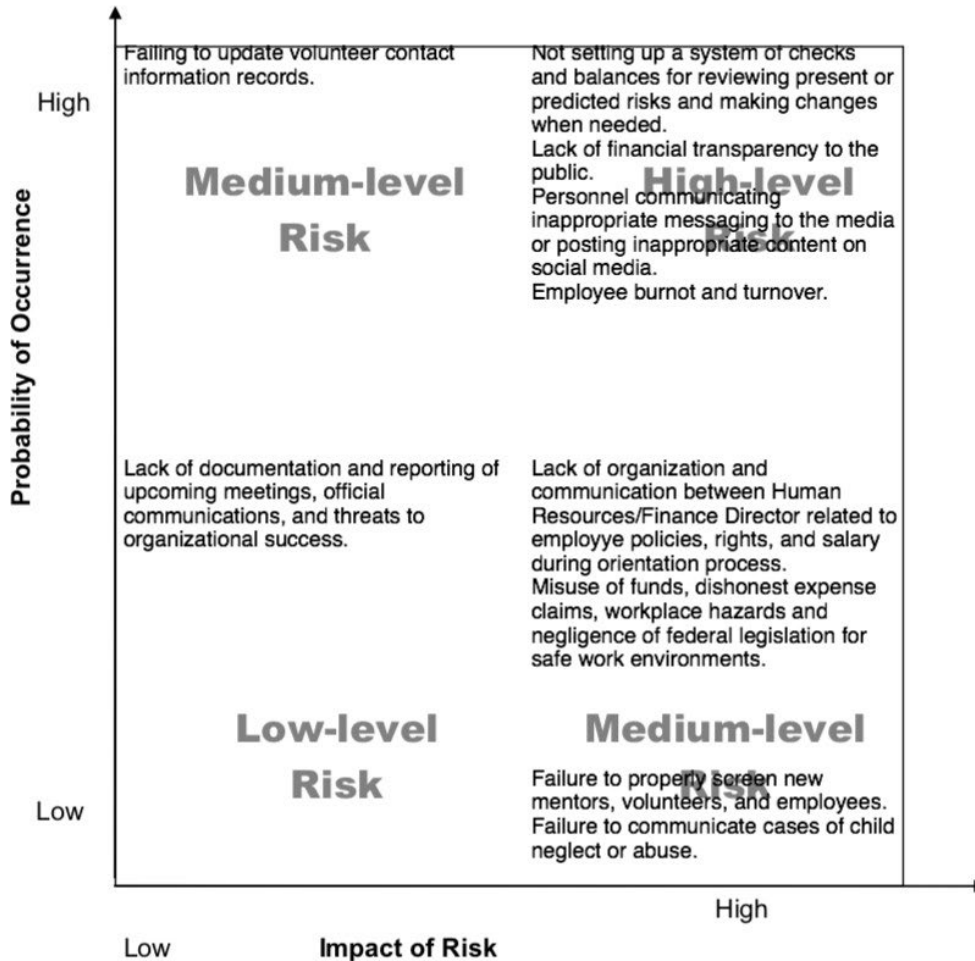 Failing to update volunteer contact
information records.
Not setting up a system of checks
and balances for reviewing present or
predicted risks and making changes
when needed.
Lack of financial transparency to the
public.
Personnel communicating
inappropriate messaging to the media
or posting inappropriate content on
social media.
Employee burnot and turnover.
High
Medium-level
Risk
High-level
Risk
Probability of Occurrence
Lack of documentation and reporting of
upcoming meetings, official
communications, and threats to
organizational success.
Lack of organization and
communication between Human
Resources/Finance Director related to
employye policies, rights, and salary
during orientation process.
Misuse of funds, dishonest expense
claims, workplace hazards and
negligence of federal legislation for
safe work environments.
Low-level
Risk
Medium-level
Risk
Failure to properly screen new
mentors, volunteers, and employees.
Failure to communicate cases of child
neglect or abuse.
Low
High
Low
Impact of Risk